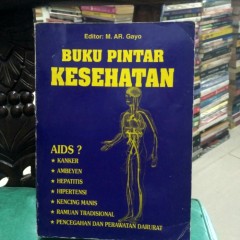 Editor: M. AR. Gayo
BUKU PINTAR
KESEHATAN
AIDS ?
★ KANKER
★ AMBEYEN
★ HEPATITIS
★ HIPERTENSI
★ KENCING MANIS
★ RAMUAN TRADISIONAL
★ PENCEGAHAN DAN PERAWATAN DARURAT